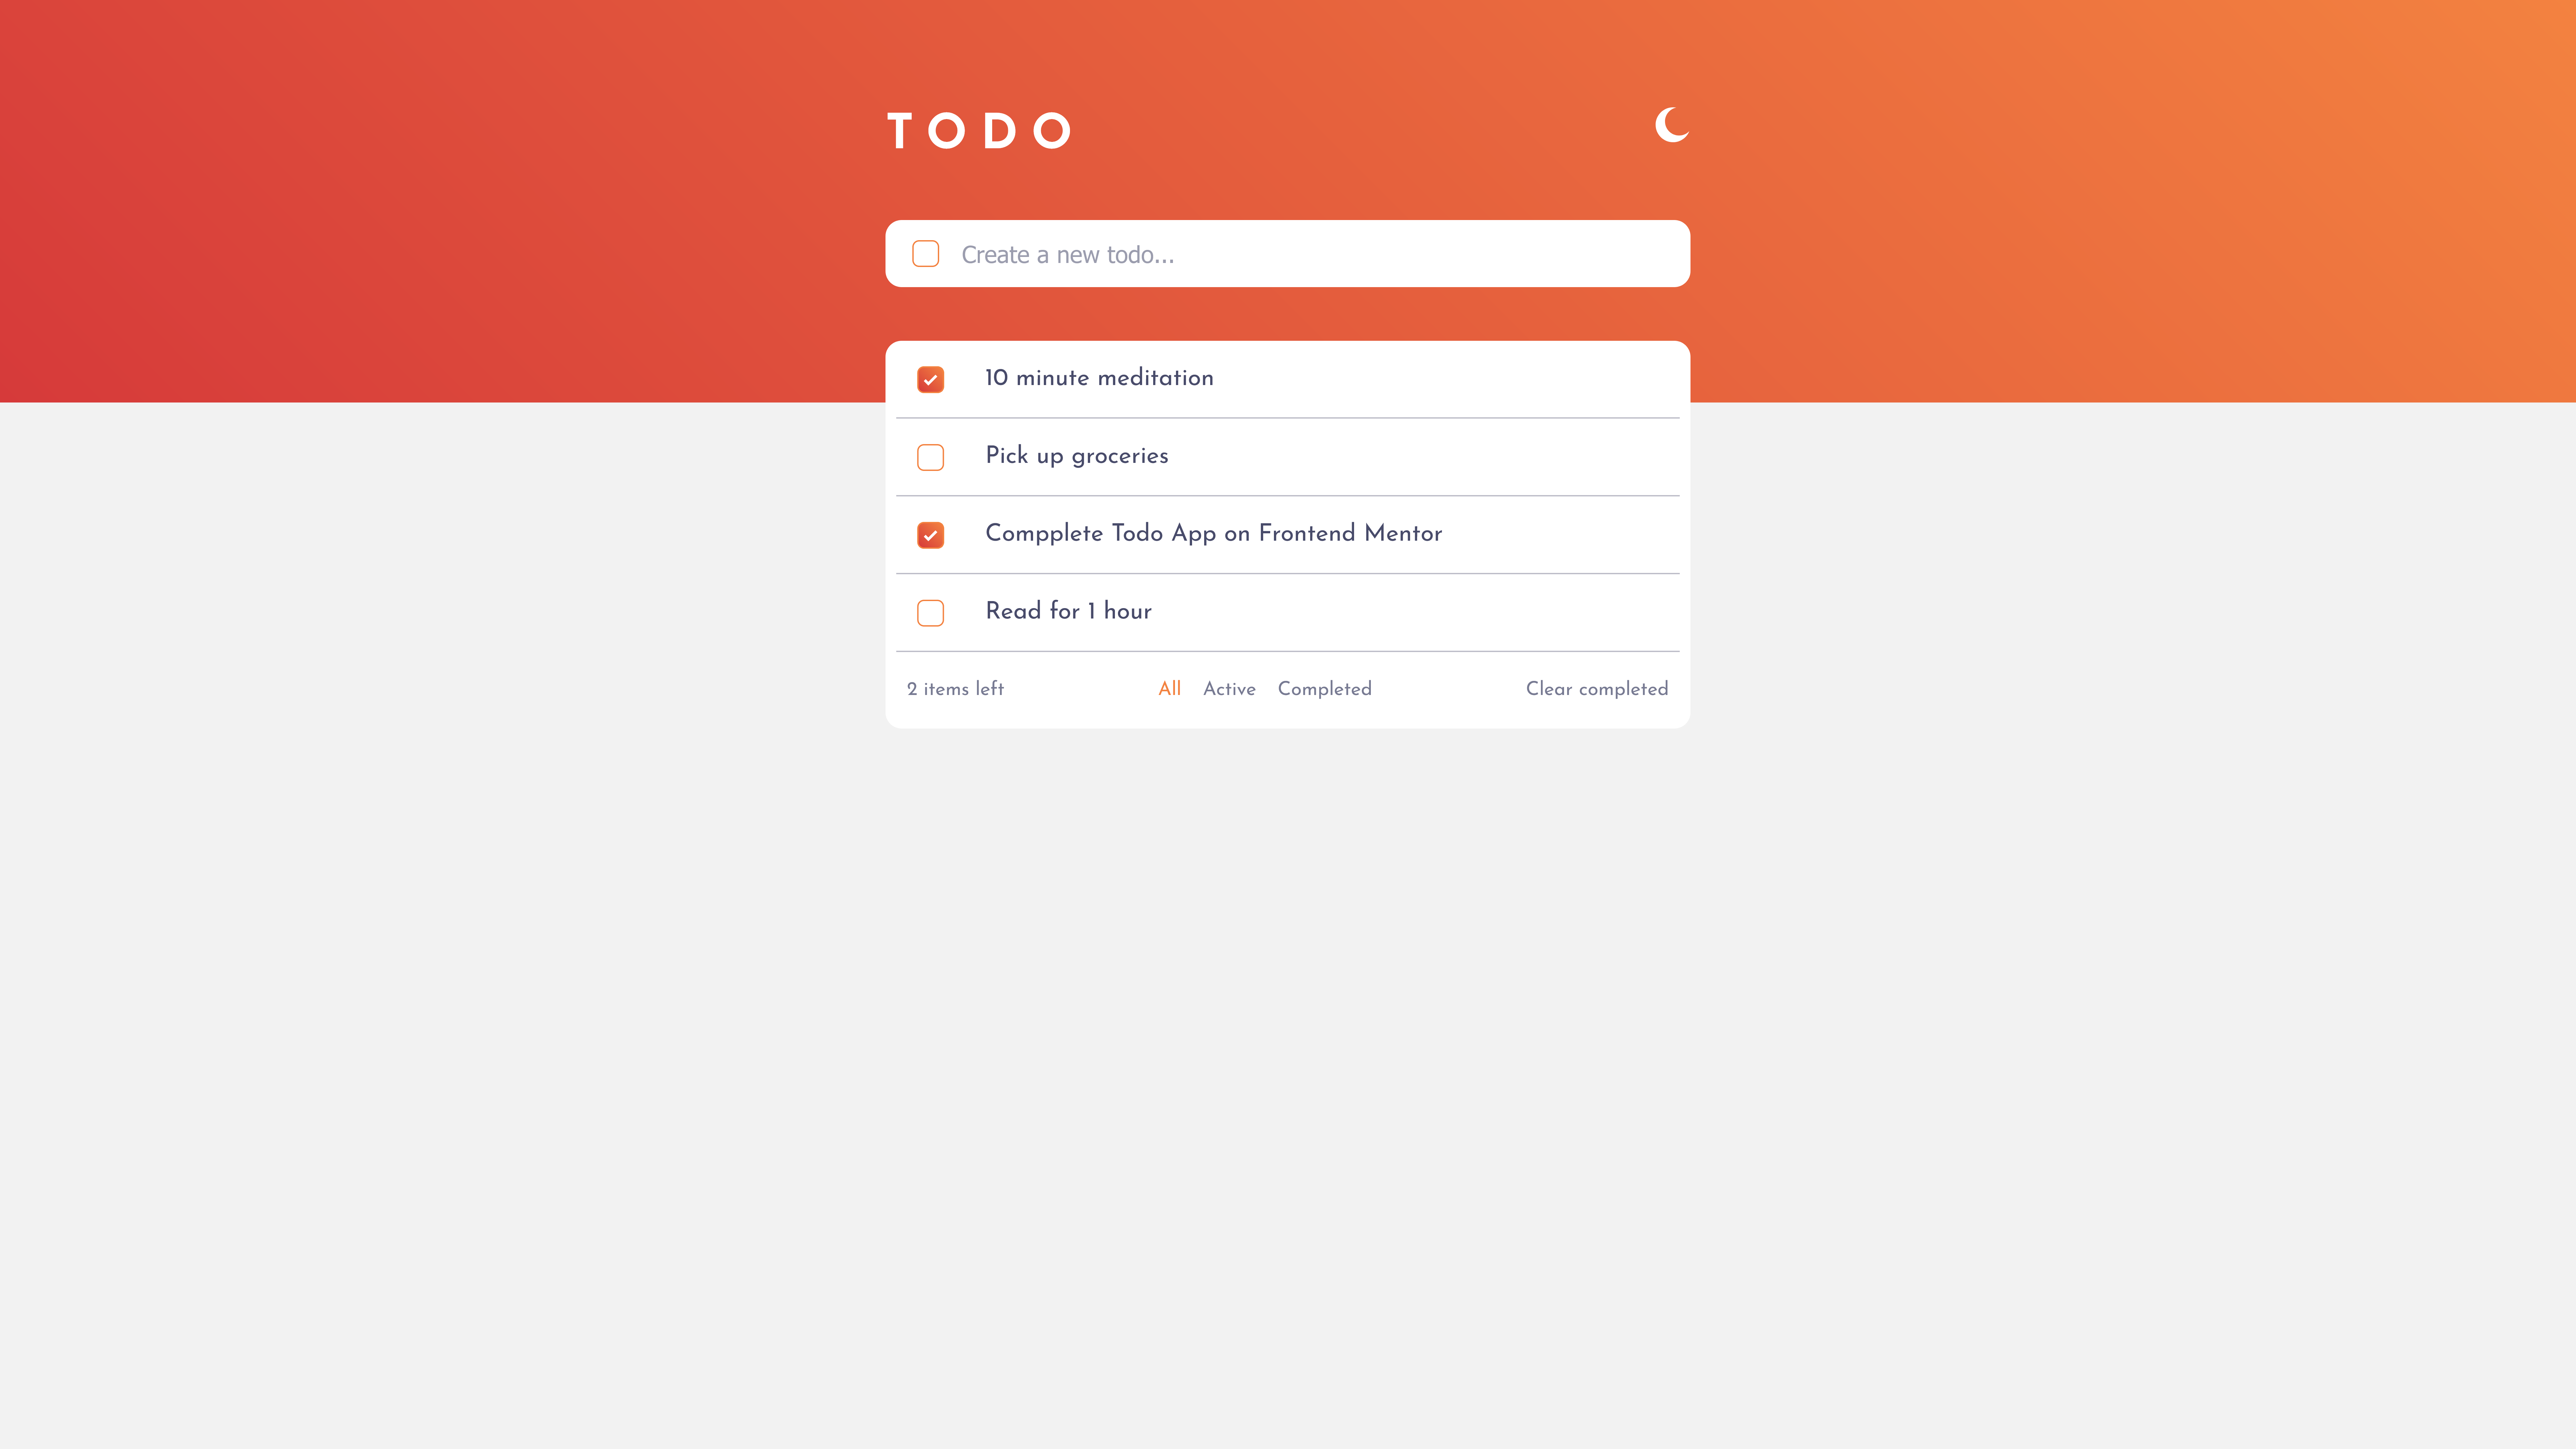 TODO
Create a new todo...
10 minute meditation
Pick up groceries
Compplete Todo App on Frontend Mentor
Read for 1 hour
2 items left All Active Completed Clear completed